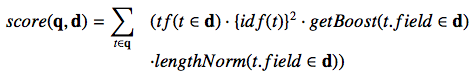 score(q,d) = ∑ (tf(t ∈ d) · {idf(t)}² · getBoost(t.field ∈ d)
t∈q
·lengthNorm(t.field ∈ d))